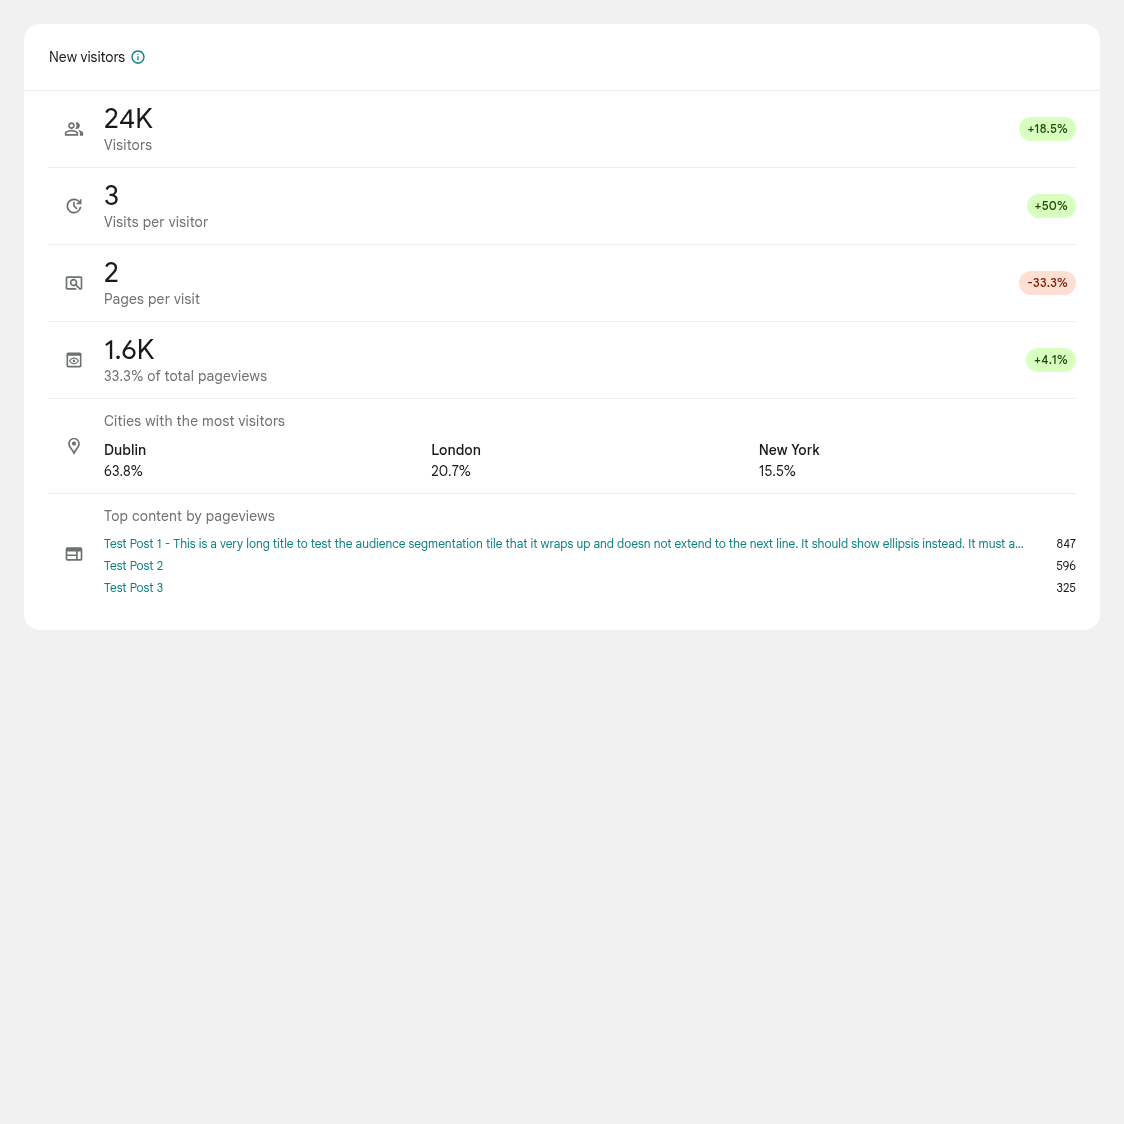 New visitors
24K
Visitors
+18.5%
3
Visits per visitor
+50%
2
Pages per visit
-33.3%
1.6K
33.3% of total pageviews
+4.1%
Cities with the most visitors
Dublin London New York
63.8% 20.7% 15.5%
Top content by pageviews
Test Post 1 - This is a very long title to test the audience segmentation tile that it wraps up and doesn not extend to the next line. It should show ellipsis instead. It must a... 847
Test Post 2 596
Test Post 3 325